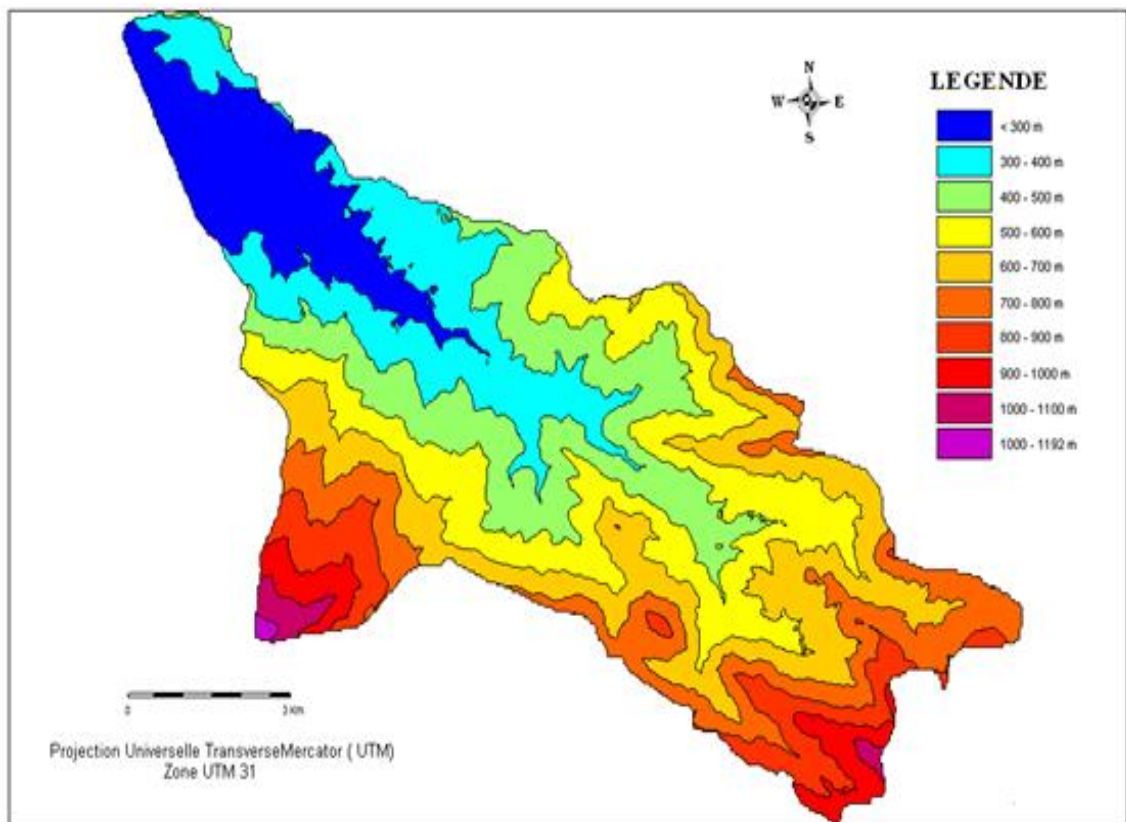 N
W E
S
LEGENDE
< 300 m
300 - 400 m
400 - 500 m
500 - 600 m
600 - 700 m
700 - 800 m
800 - 900 m
900 - 1000 m
1000 - 1100 m
1000 - 1192 m
0 3 Km
Projection Universelle TransverseMercator ( UTM)
Zone UTM 31